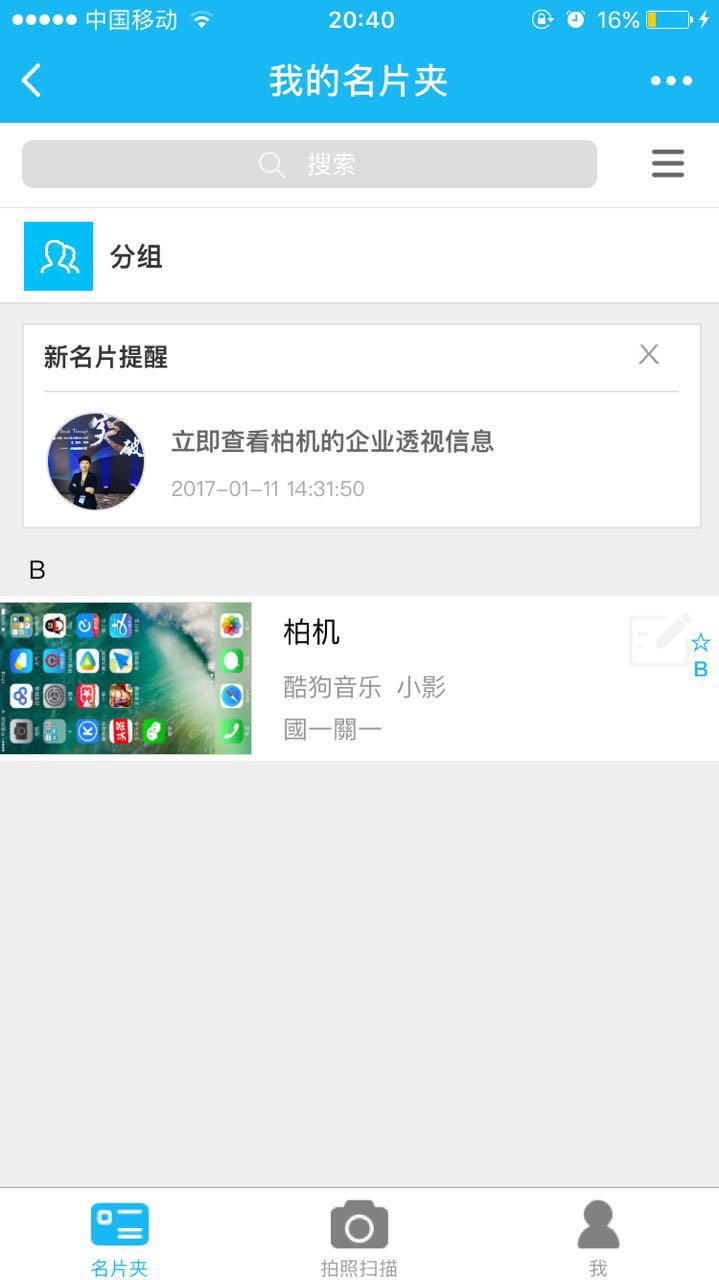 中国移动 20:40 16%
我的名片夹
搜索
分组
新名片提醒
X
突破
立即查看柏机的企业透视信息
2017-01-11 14:31:50
B
柏机
酷狗音乐 小影
國一關一
B
名片夹 拍照扫描 我